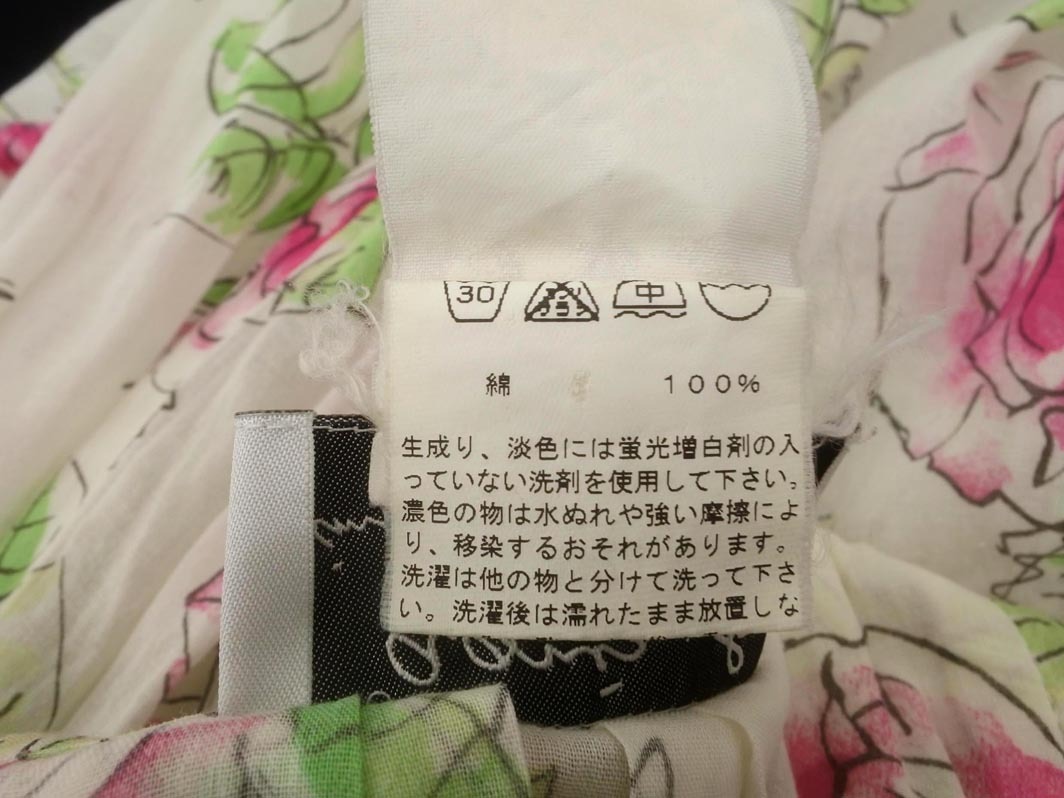 30 中
綿 100%
生成り、淡色には蛍光増白剤の入
っていない洗剤を使用して下さい。
濃色の物は水ぬれや強い摩擦によ
り、移染するおそれがあります。
洗濯は他の物と分けて洗って下さ
い。洗濯後は濡れたまま放置しな